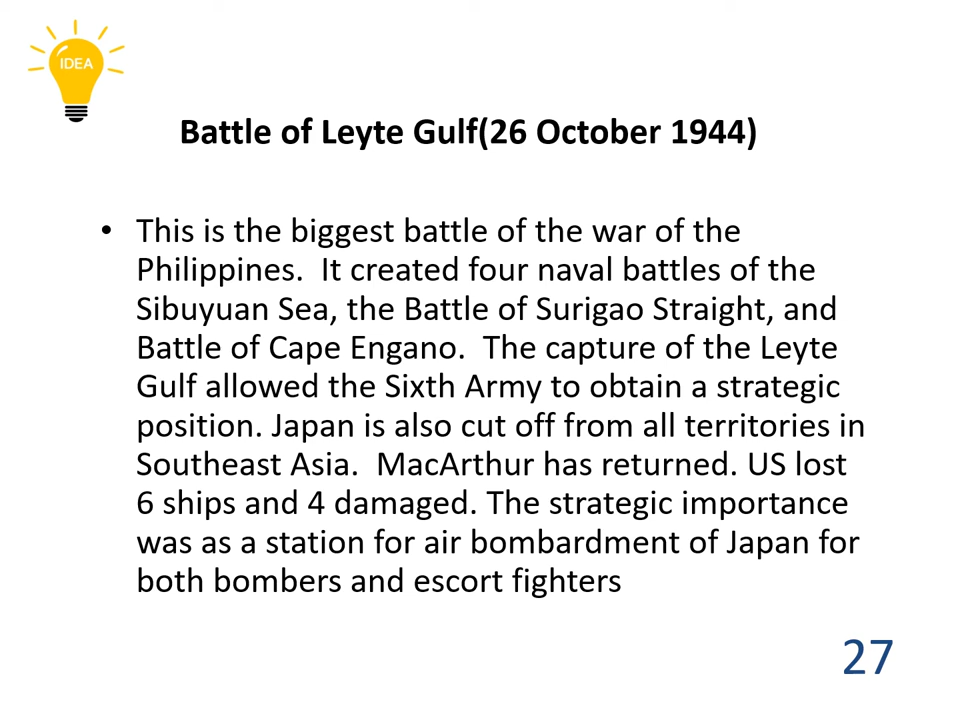 IDEA
Battle of Leyte Gulf(26 October 1944)
• This is the biggest battle of the war of the
Philippines.  It created four naval battles of the
Sibuyuan Sea, the Battle of Surigao Straight, and
Battle of Cape Engano.  The capture of the Leyte
Gulf allowed the Sixth Army to obtain a strategic
position. Japan is also cut off from all territories in
Southeast Asia.  MacArthur has returned. US lost
6 ships and 4 damaged. The strategic importance
was as a station for air bombardment of Japan for
both bombers and escort fighters
27